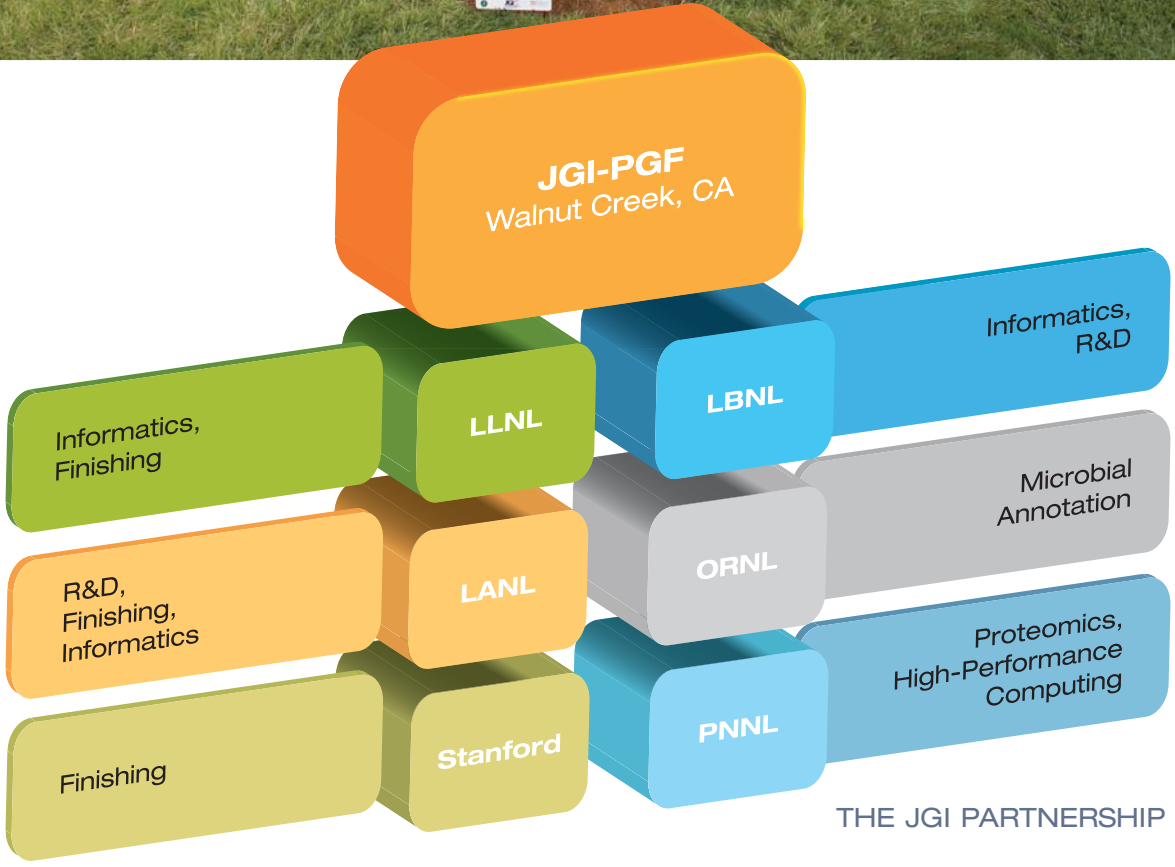 JGI-PGF
Walnut Creek, CA
Informatics,
Finishing
LLNL
LBNL
Informatics,
R&D
R&D,
Finishing,
Informatics
LANL
ORNL
Microbial
Annotation
Finishing
Stanford
PNNL
Proteomics,
High-Performance
Computing
THE JGI PARTNERSHIP